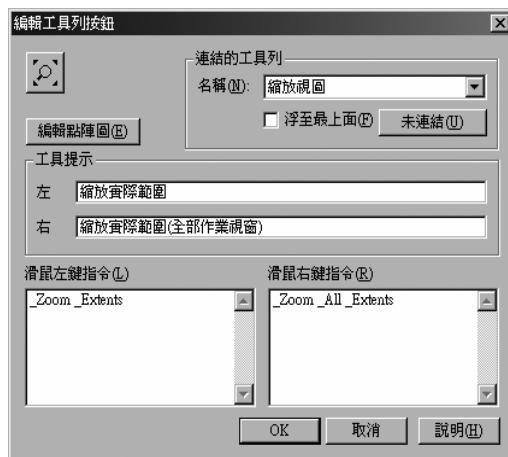 編輯工具列按鈕
連結的工具列
名稱(N): 縮放視圖
浮至最上面(F) 未連結(U)
編輯點陣圖(E)
工具提示
左 縮放實際範圍
右 縮放實際範圍(全部作業視窗)
滑鼠左鍵指令(L) 滑鼠右鍵指令(R)
_Zoom _Extents _Zoom _All _Extents
OK 取消 說明(H)